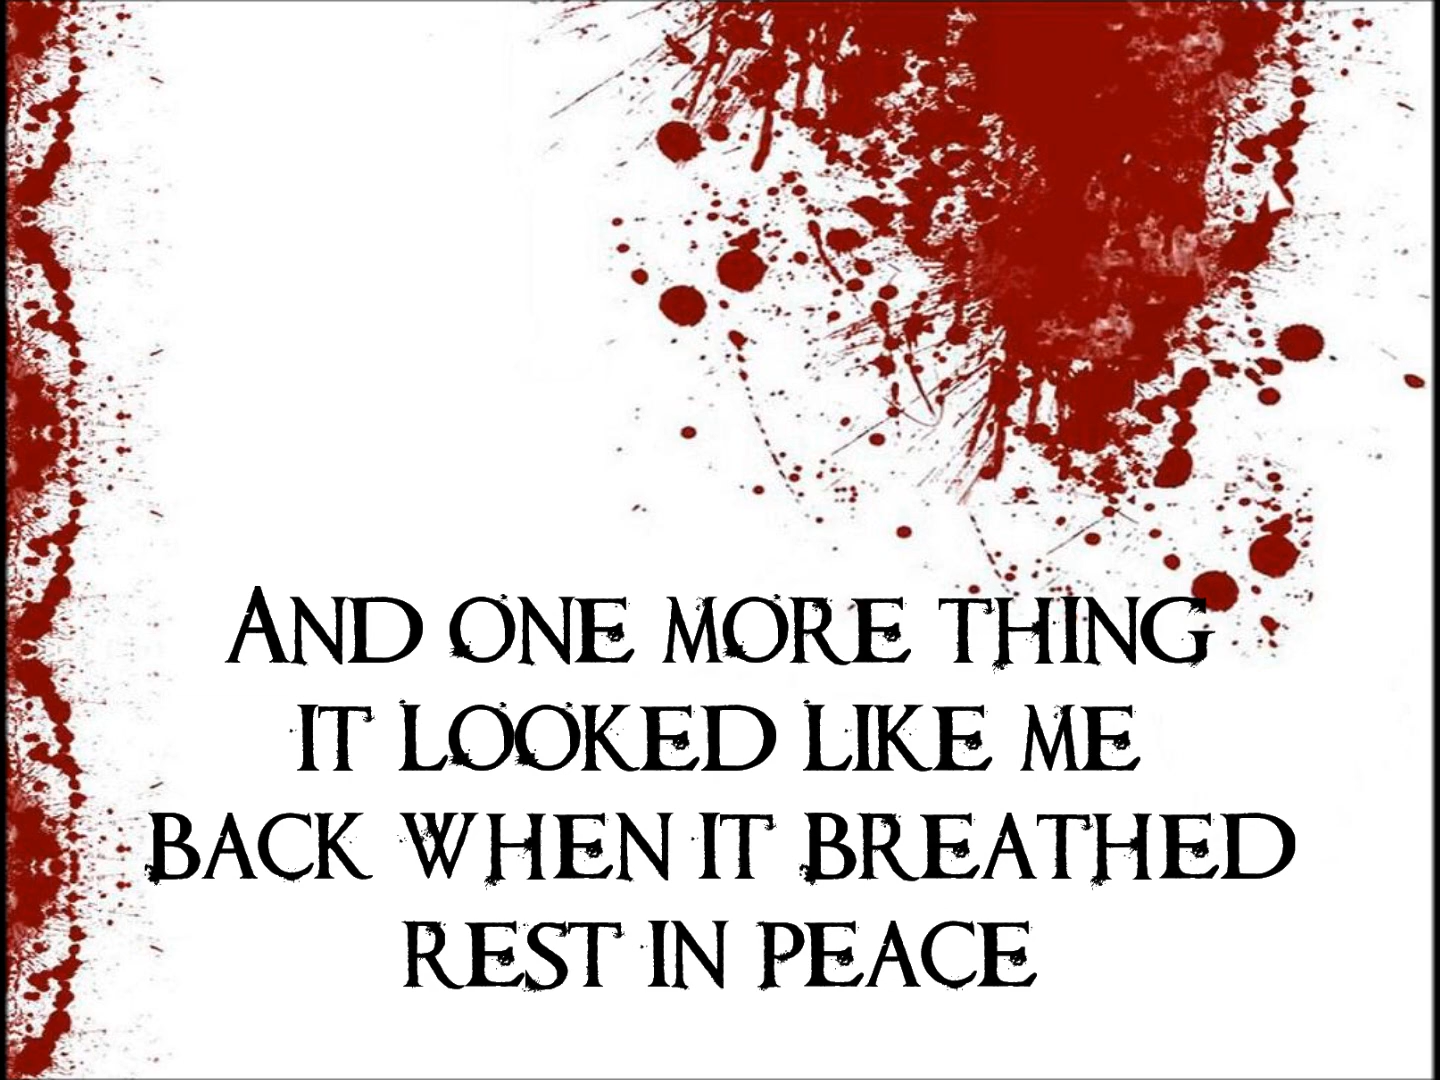 AND ONE MORE THING
IT LOOKED LIKE ME
BACK WHEN IT BREATHED
REST IN PEACE